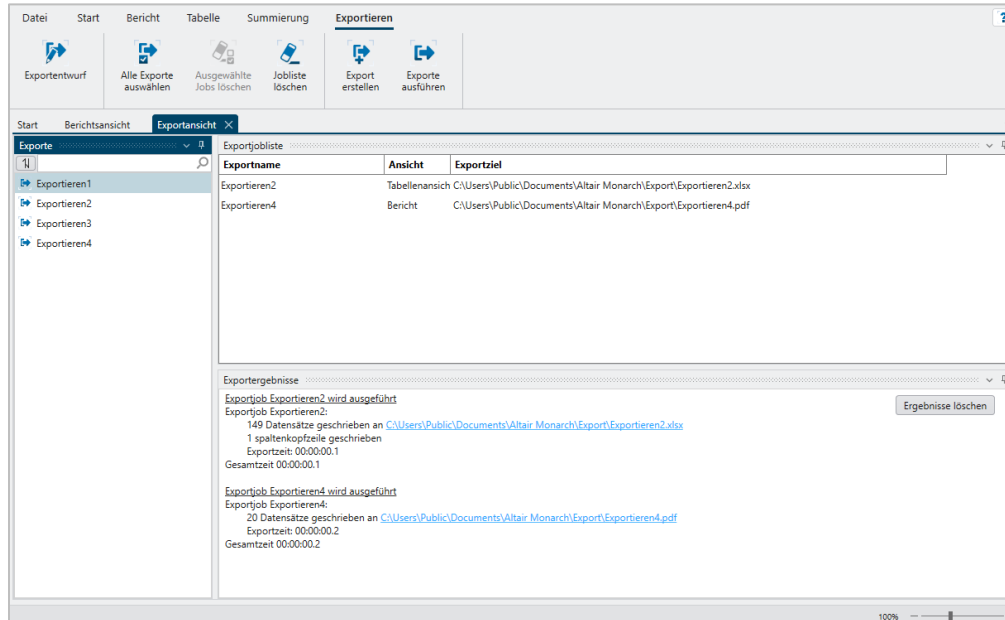 Datei Start Bericht Tabelle Summierung Exportieren ?
Exportentwurf
Alle Exporte auswählen
Ausgewählte Jobs löschen
Jobliste löschen
Export erstellen
Exporte ausführen
Start Berichtsansicht Exportansicht
Exporte
Exportieren1
Exportieren2
Exportieren3
Exportieren4
Exportjobliste
Exportname Ansicht Exportziel
Exportieren2 Tabellenansich C:\Users\Public\Documents\Altair Monarch\Export\Exportieren2.xlsx
Exportieren4 Bericht C:\Users\Public\Documents\Altair Monarch\Export\Exportieren4.pdf
Exportergebnisse
Exportjob Exportieren2 wird ausgeführt
Ergebnisse löschen
Exportjob Exportieren2:
149 Datensätze geschrieben an C:\Users\Public\Documents\Altair Monarch\Export\Exportieren2.xlsx
1 spaltenkopfzeile geschrieben
Exportzeit: 00:00:00.1
Gesamtzeit 00:00:00.1
Exportjob Exportieren4 wird ausgeführt
Exportjob Exportieren4:
20 Datensätze geschrieben an C:\Users\Public\Documents\Altair Monarch\Export\Exportieren4.pdf
Exportzeit: 00:00:00.2
Gesamtzeit 00:00:00.2
100%